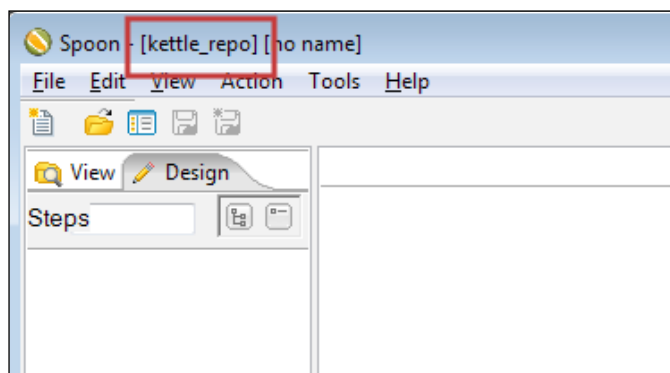 Spoon - [kettle_repo] [no name]
File Edit View Action Tools Help
View Design
Steps